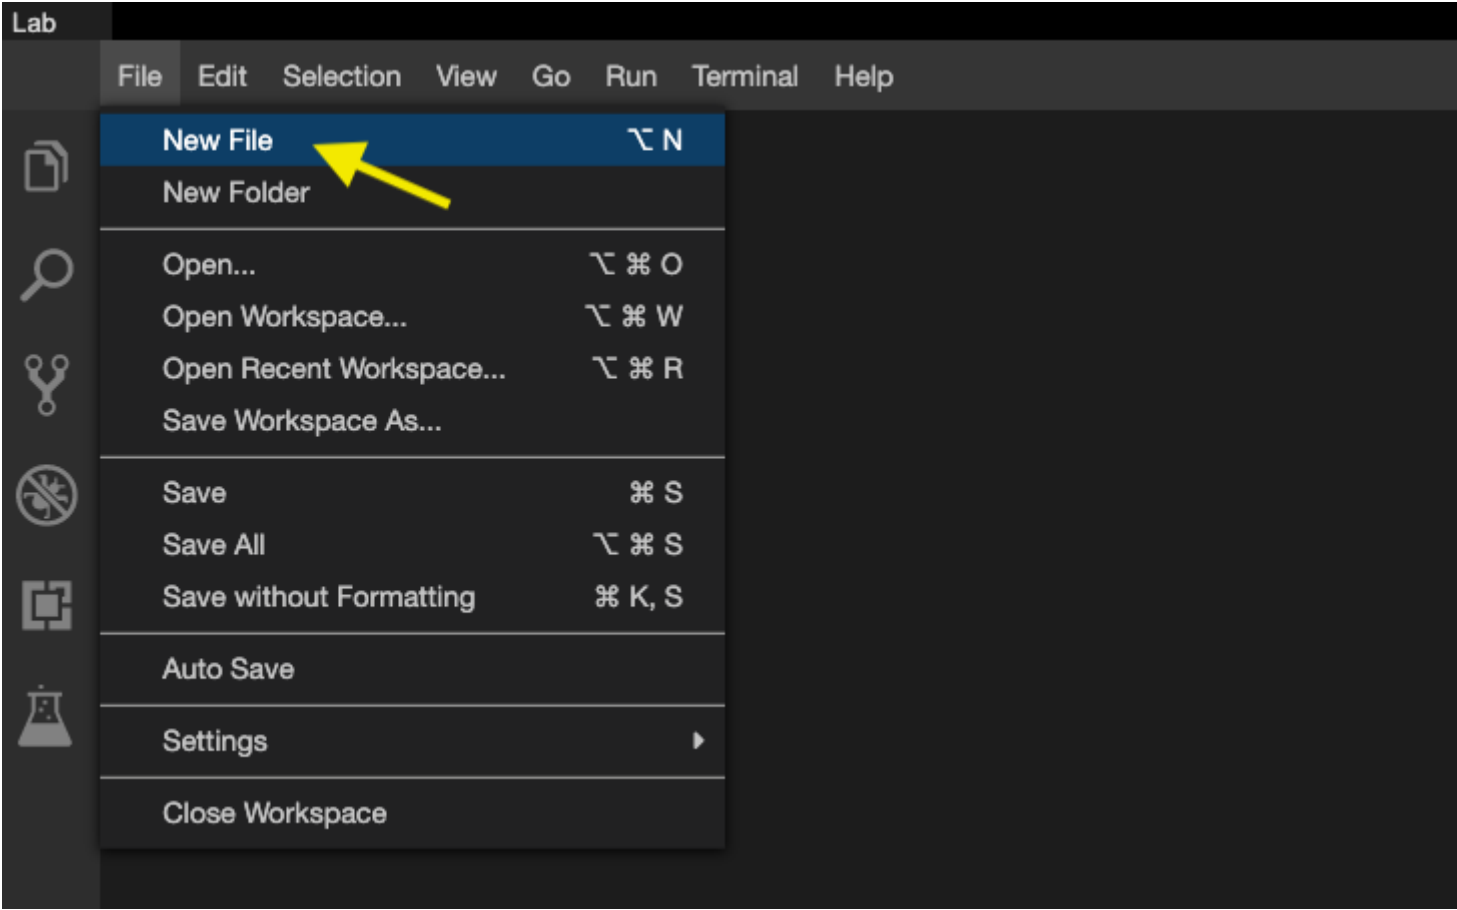 Lab
File Edit Selection View Go Run Terminal Help
New File ⌥ N
New Folder
Open... ⌥ ⌘ O
Open Workspace... ⌥ ⌘ W
Open Recent Workspace... ⌥ ⌘ R
Save Workspace As...
Save ⌘ S
Save All ⌥ ⌘ S
Save without Formatting ⌘ K, S
Auto Save
Settings
Close Workspace